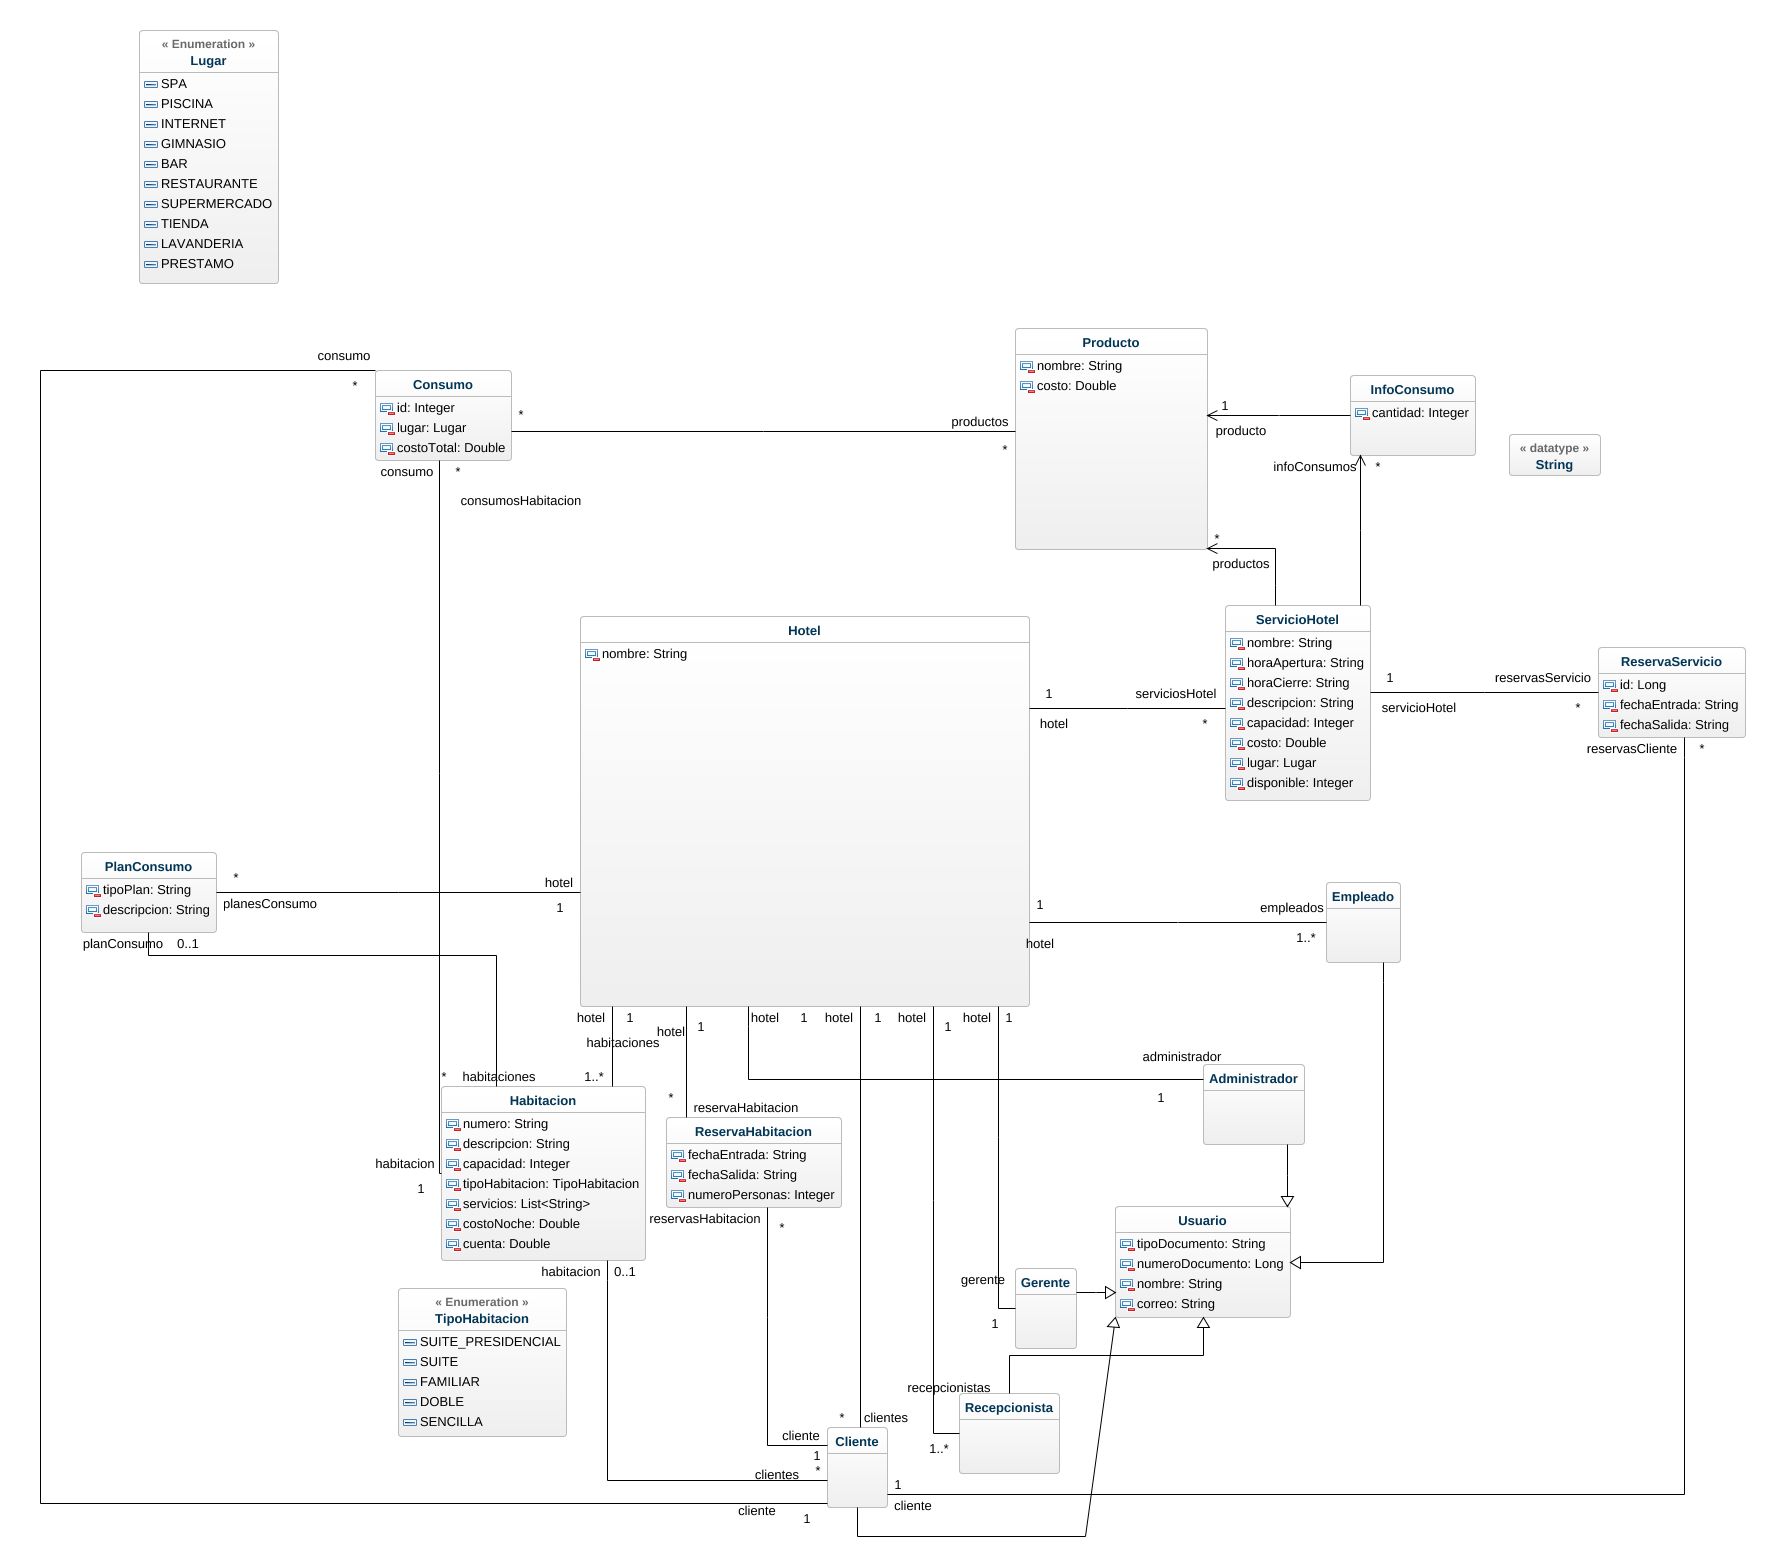 « Enumeration »
Lugar
SPA
PISCINA
INTERNET
GIMNASIO
BAR
RESTAURANTE
SUPERMERCADO
TIENDA
LAVANDERIA
PRESTAMO
consumo
*
Consumo
id: Integer
lugar: Lugar
costoTotal: Double
*
consumo
*
consumosHabitacion
productos
*
Producto
nombre: String
costo: Double
1
producto
InfoConsumo
cantidad: Integer
infoConsumos
*
« datatype »
String
*
productos
Hotel
nombre: String
1
hotel
serviciosHotel
*
ServicioHotel
nombre: String
horaApertura: String
horaCierre: String
descripcion: String
capacidad: Integer
costo: Double
lugar: Lugar
disponible: Integer
1
servicioHotel
reservasServicio
*
ReservaServicio
id: Long
fechaEntrada: String
fechaSalida: String
reservasCliente
*
PlanConsumo
tipoPlan: String
descripcion: String
*
planesConsumo
hotel
1
planConsumo
0..1
1
hotel
empleados
1..*
Empleado
hotel
1
hotel
1
hotel
1
hotel
1
hotel
1
hotel
1
habitaciones
1..*
*
habitaciones
Habitacion
numero: String
descripcion: String
capacidad: Integer
tipoHabitacion: TipoHabitacion
servicios: List<String>
costoNoche: Double
cuenta: Double
habitacion
1
*
reservaHabitacion
ReservaHabitacion
fechaEntrada: String
fechaSalida: String
numeroPersonas: Integer
reservasHabitacion
*
administrador
1
Administrador
Usuario
tipoDocumento: String
numeroDocumento: Long
nombre: String
correo: String
habitacion
0..1
« Enumeration »
TipoHabitacion
SUITE_PRESIDENCIAL
SUITE
FAMILIAR
DOBLE
SENCILLA
gerente
1
Gerente
recepcionistas
1..*
Recepcionista
*
clientes
cliente
1
*
clientes
Cliente
1
cliente
cliente
1